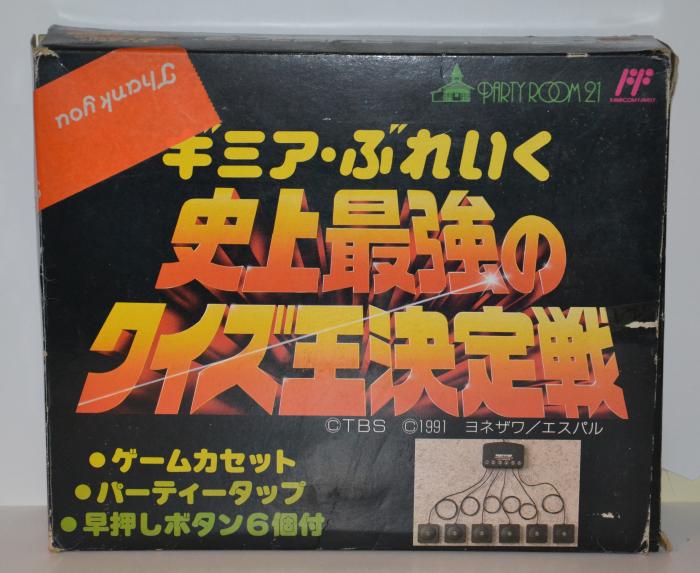 Thank you
PARTY ROOM 21
FF
FAMICOM FAMILY
ギミア・ぶれいく
史上最強の
クイズ王決定戦
©TBS ©1991 ヨネザワ/エスパル
●ゲームカセット
●パーティータップ
●早押しボタン6個付